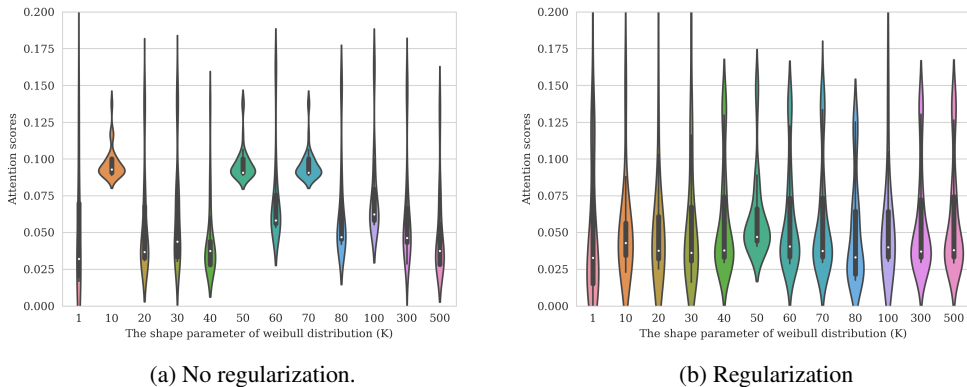 0.200
0.175
0.150
0.125
0.100
0.075
0.050
0.025
0.000
Attention scores
1 10 20 30 40 50 60 70 80 100 300 500
The shape parameter of weibull distribution (K)
(a) No regularization.
0.200
0.175
0.150
0.125
0.100
0.075
0.050
0.025
0.000
Attention scores
1 10 20 30 40 50 60 70 80 100 300 500
The shape parameter of weibull distribution (K)
(b) Regularization